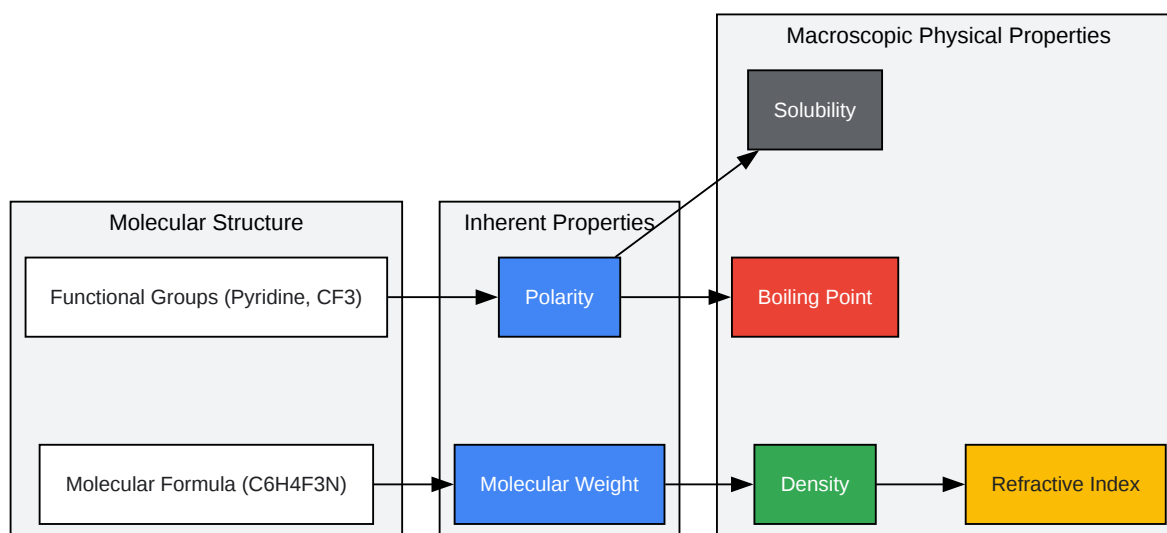 Macroscopic Physical Properties
Solubility
Molecular Structure
Inherent Properties
Functional Groups (Pyridine, CF3)
Polarity
Boiling Point
Molecular Formula (C6H4F3N)
Molecular Weight
Density
Refractive Index